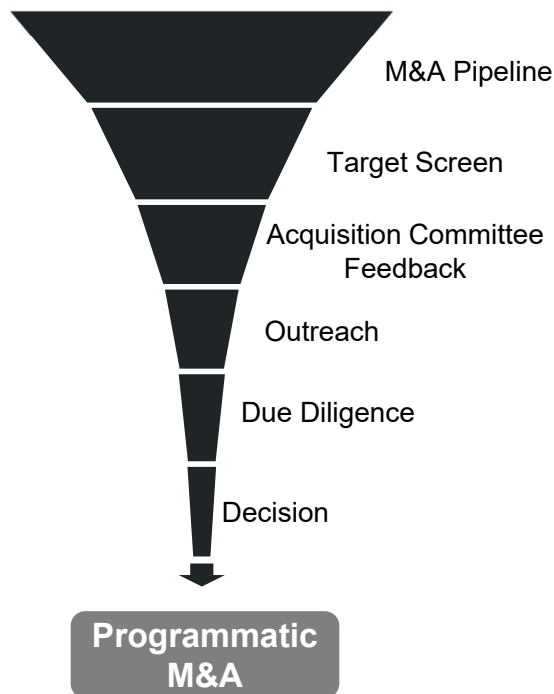 M&A Pipeline
Target Screen
Acquisition Committee
Feedback
Outreach
Due Diligence
Decision
Programmatic
M&A